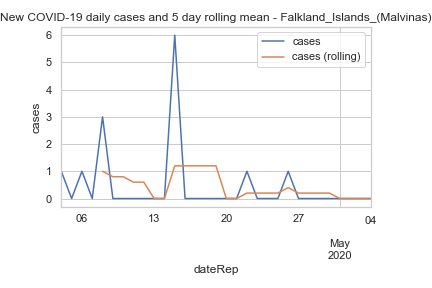 New COVID-19 daily cases and 5 day rolling mean - Falkland_Islands_(Malvinas)
cases
cases (rolling)
6
5
4
3
2
1
0
cases
06
13
20
27
04
May
2020
dateRep